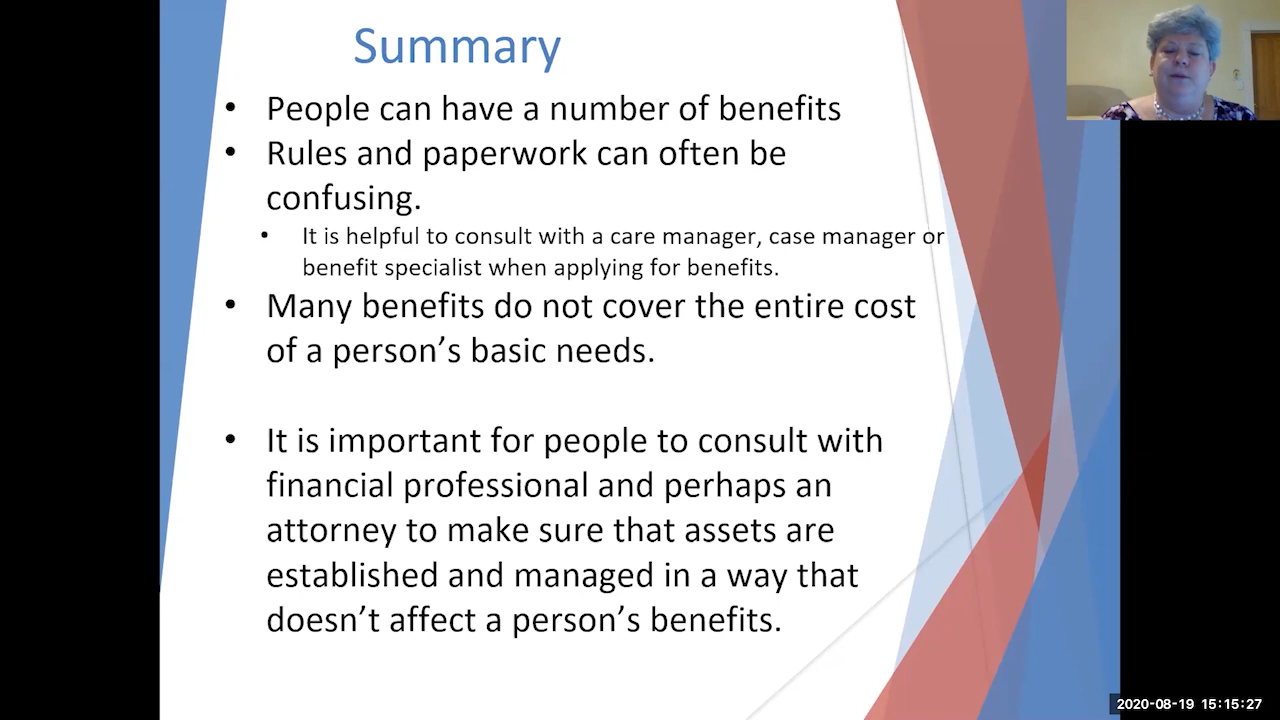 Summary
• People can have a number of benefits
• Rules and paperwork can often be
confusing.
• It is helpful to consult with a care manager, case manager or
benefit specialist when applying for benefits.
• Many benefits do not cover the entire cost
of a person’s basic needs.
• It is important for people to consult with
financial professional and perhaps an
attorney to make sure that assets are
established and managed in a way that
doesn’t affect a person’s benefits.
2020-08-19 15:15:27